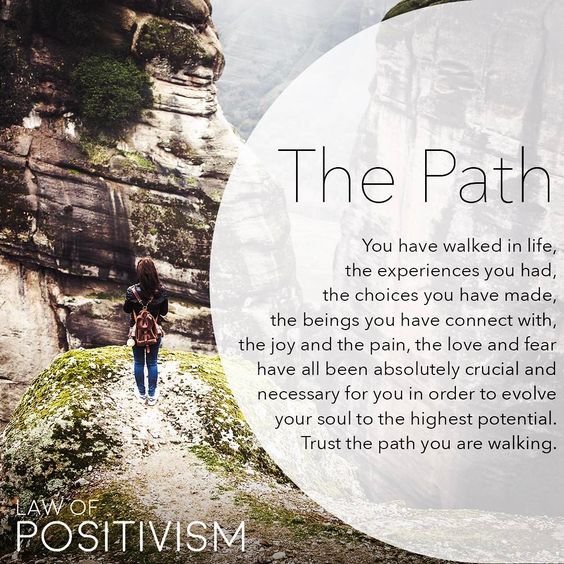 The Path
You have walked in life,
the experiences you had,
the choices you have made,
the beings you have connect with,
the joy and the pain, the love and fear
have all been absolutely crucial and
necessary for you in order to evolve
your soul to the highest potential.
Trust the path you are walking.
LAW OF
POSITIVISM